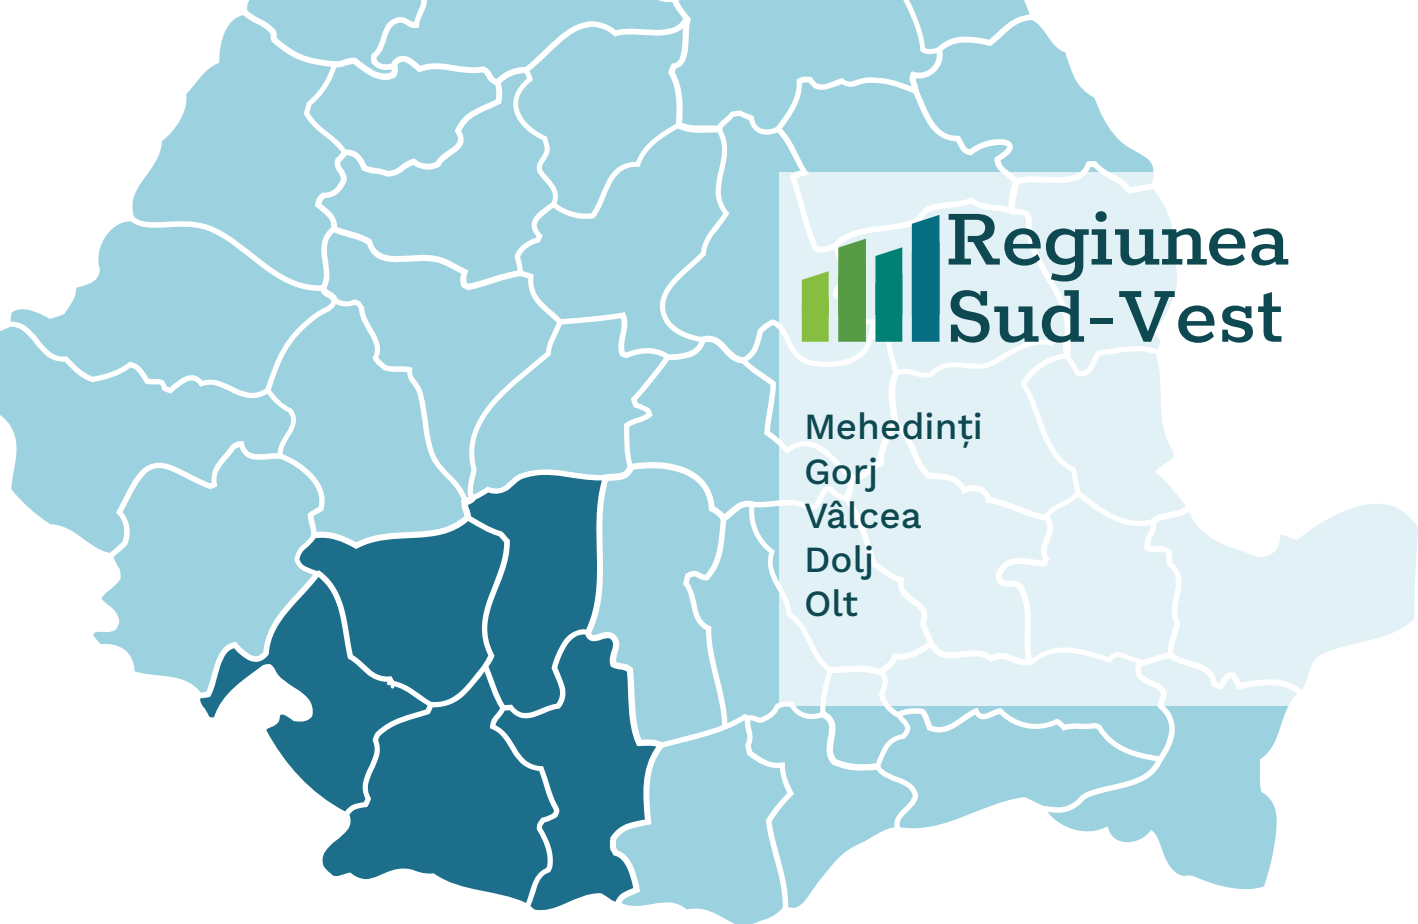 Regiunea
Sud-Vest
Mehedinți
Gorj
Vâlcea
Dolj
Olt